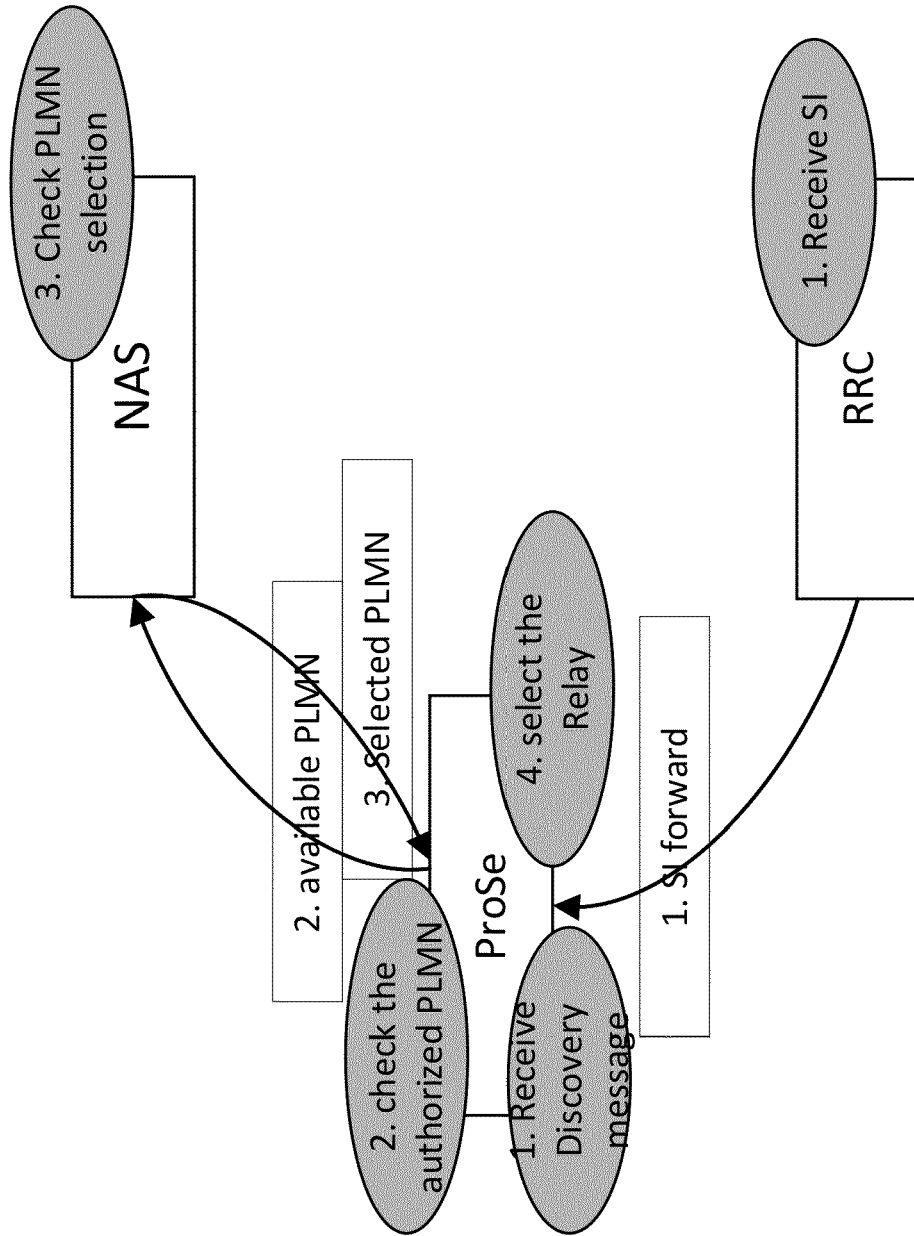 3. Check PLMN
selection
NAS
2. available PLMN
3. Selected PLMN
2. check the
authorized PLMN
ProSe
4. select the
Relay
1. Receive
Discovery
message
1. SI forward
1. Receive SI
RRC